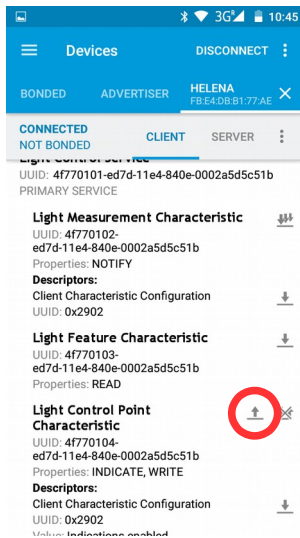 3G R 10:45
Devices DISCONNECT
BONDED ADVERTISER HELENA
FB:E4:DB:B1:77:AE
CONNECTED
NOT BONDED CLIENT SERVER
Light Control Service
UUID: 4f770101-ed7d-11e4-840e-0002a5d5c51b
PRIMARY SERVICE
Light Measurement Characteristic
UUID: 4f770102-
ed7d-11e4-840e-0002a5d5c51b
Properties: NOTIFY
Descriptors:
Client Characteristic Configuration
UUID: 0x2902
Light Feature Characteristic
UUID: 4f770103-
ed7d-11e4-840e-0002a5d5c51b
Properties: READ
Light Control Point
Characteristic
UUID: 4f770104-
ed7d-11e4-840e-0002a5d5c51b
Properties: INDICATE, WRITE
Descriptors:
Client Characteristic Configuration
UUID: 0x2902
Value: Indications enabled